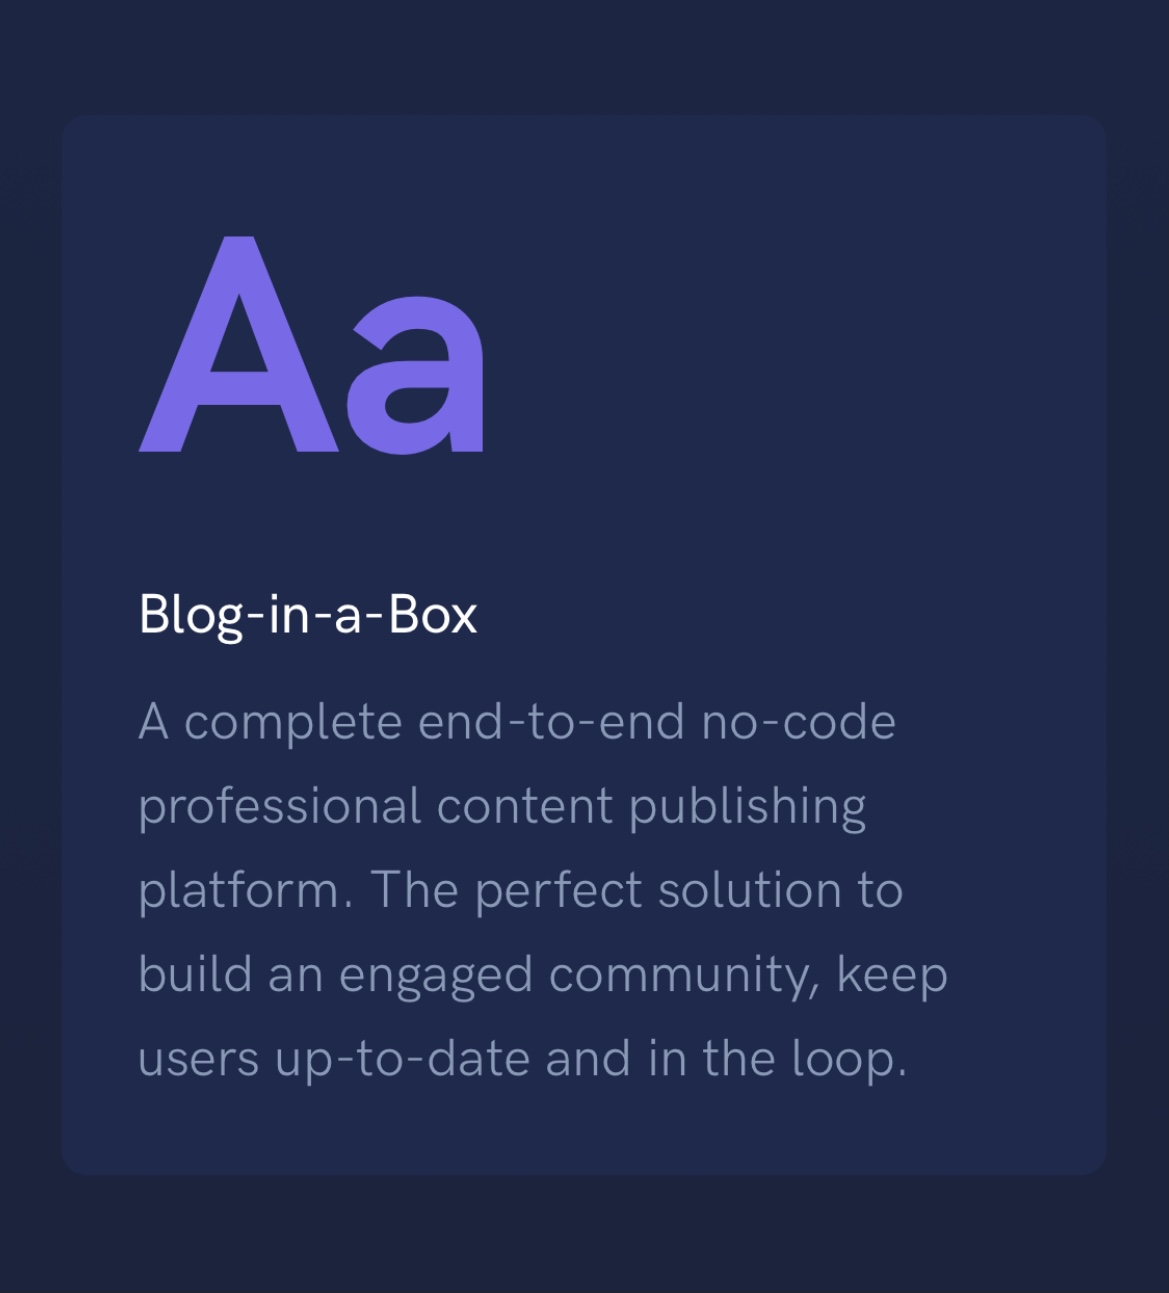 Aa
Blog-in-a-Box
A complete end-to-end no-code
professional content publishing
platform. The perfect solution to
build an engaged community, keep
users up-to-date and in the loop.